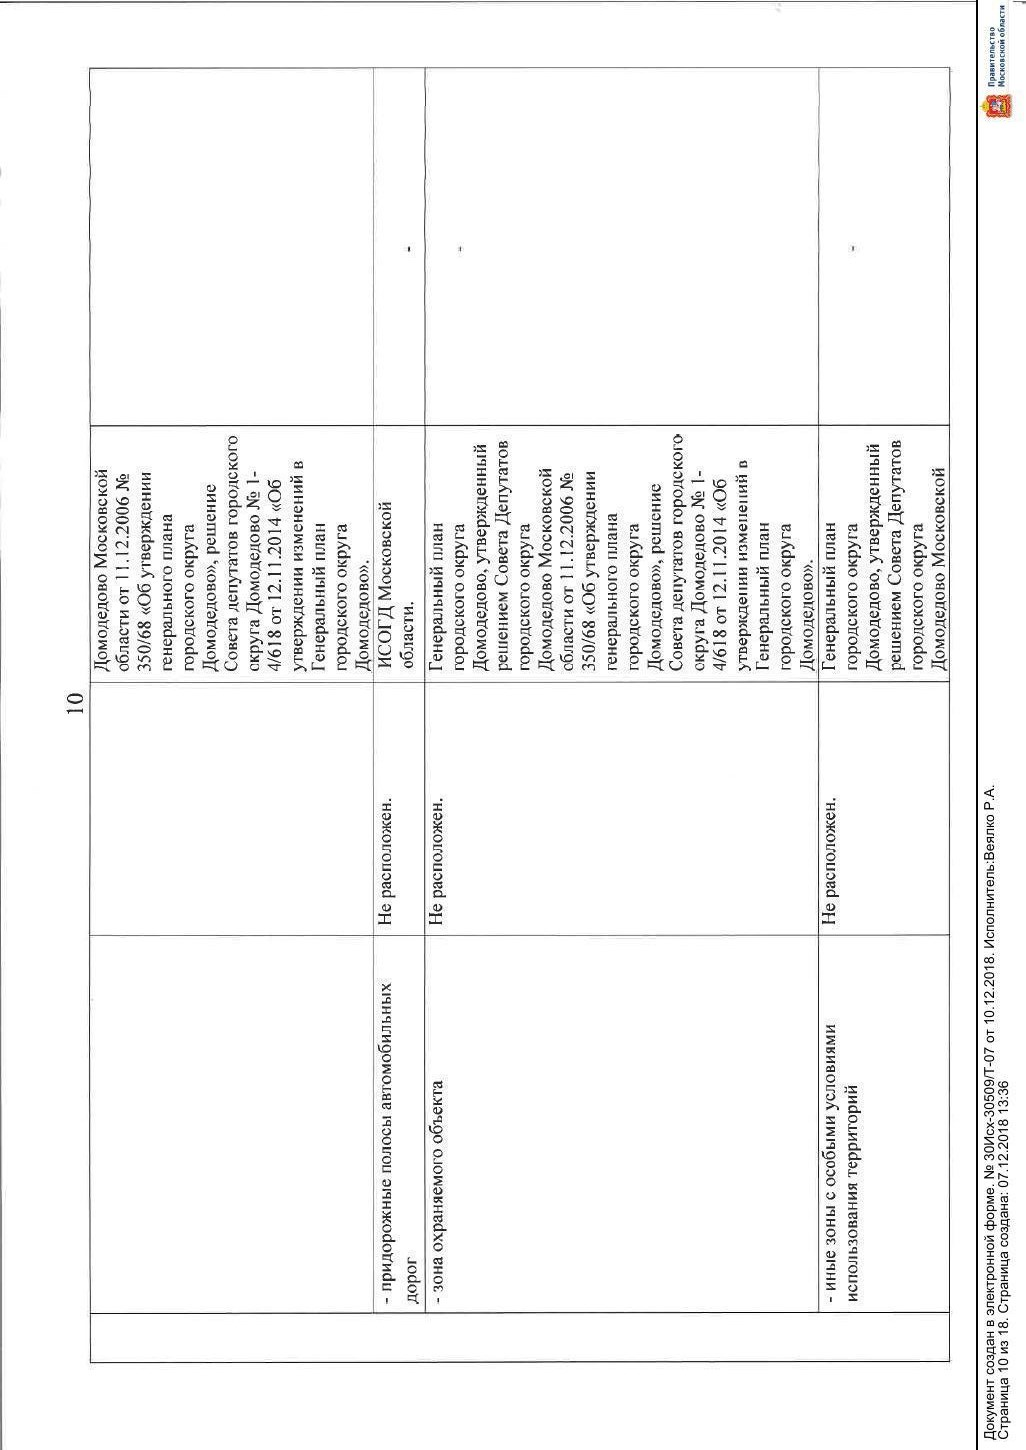 10
Домодедово Московской
области от 11.12.2006 №
350/68 «Об утверждении
генерального плана
городского округа
Домодедово», решение
Совета депутатов городского
округа Домодедово № 1-
4/618 от 12.11.2014 «Об
утверждении изменений в
Генеральный план
городского округа
Домодедово».
- придорожные полосы автомобильных
дорог
Не расположен.
ИСОГД Московской
области.
-
- зона охраняемого объекта
Не расположен.
Генеральный план
городского округа
Домодедово, утвержденный
решением Совета Депутатов
городского округа
Домодедово Московской
области от 11.12.2006 №
350/68 «Об утверждении
генерального плана
городского округа
Домодедово», решение
Совета депутатов городского
округа Домодедово № 1-
4/618 от 12.11.2014 «Об
утверждении изменений в
Генеральный план
городского округа
Домодедово».
-
- иные зоны с особыми условиями
использования территорий
Не расположен.
Генеральный план
городского округа
Домодедово, утвержденный
решением Совета Депутатов
городского округа
Домодедово Московской
-
Документ создан в электронной форме. № 30Исх-30509/Т-07 от 10.12.2018. Исполнитель:Веялко Р.А.
Страница 10 из 18. Страница создана: 07.12.2018 13:36
Правительство
Московской области